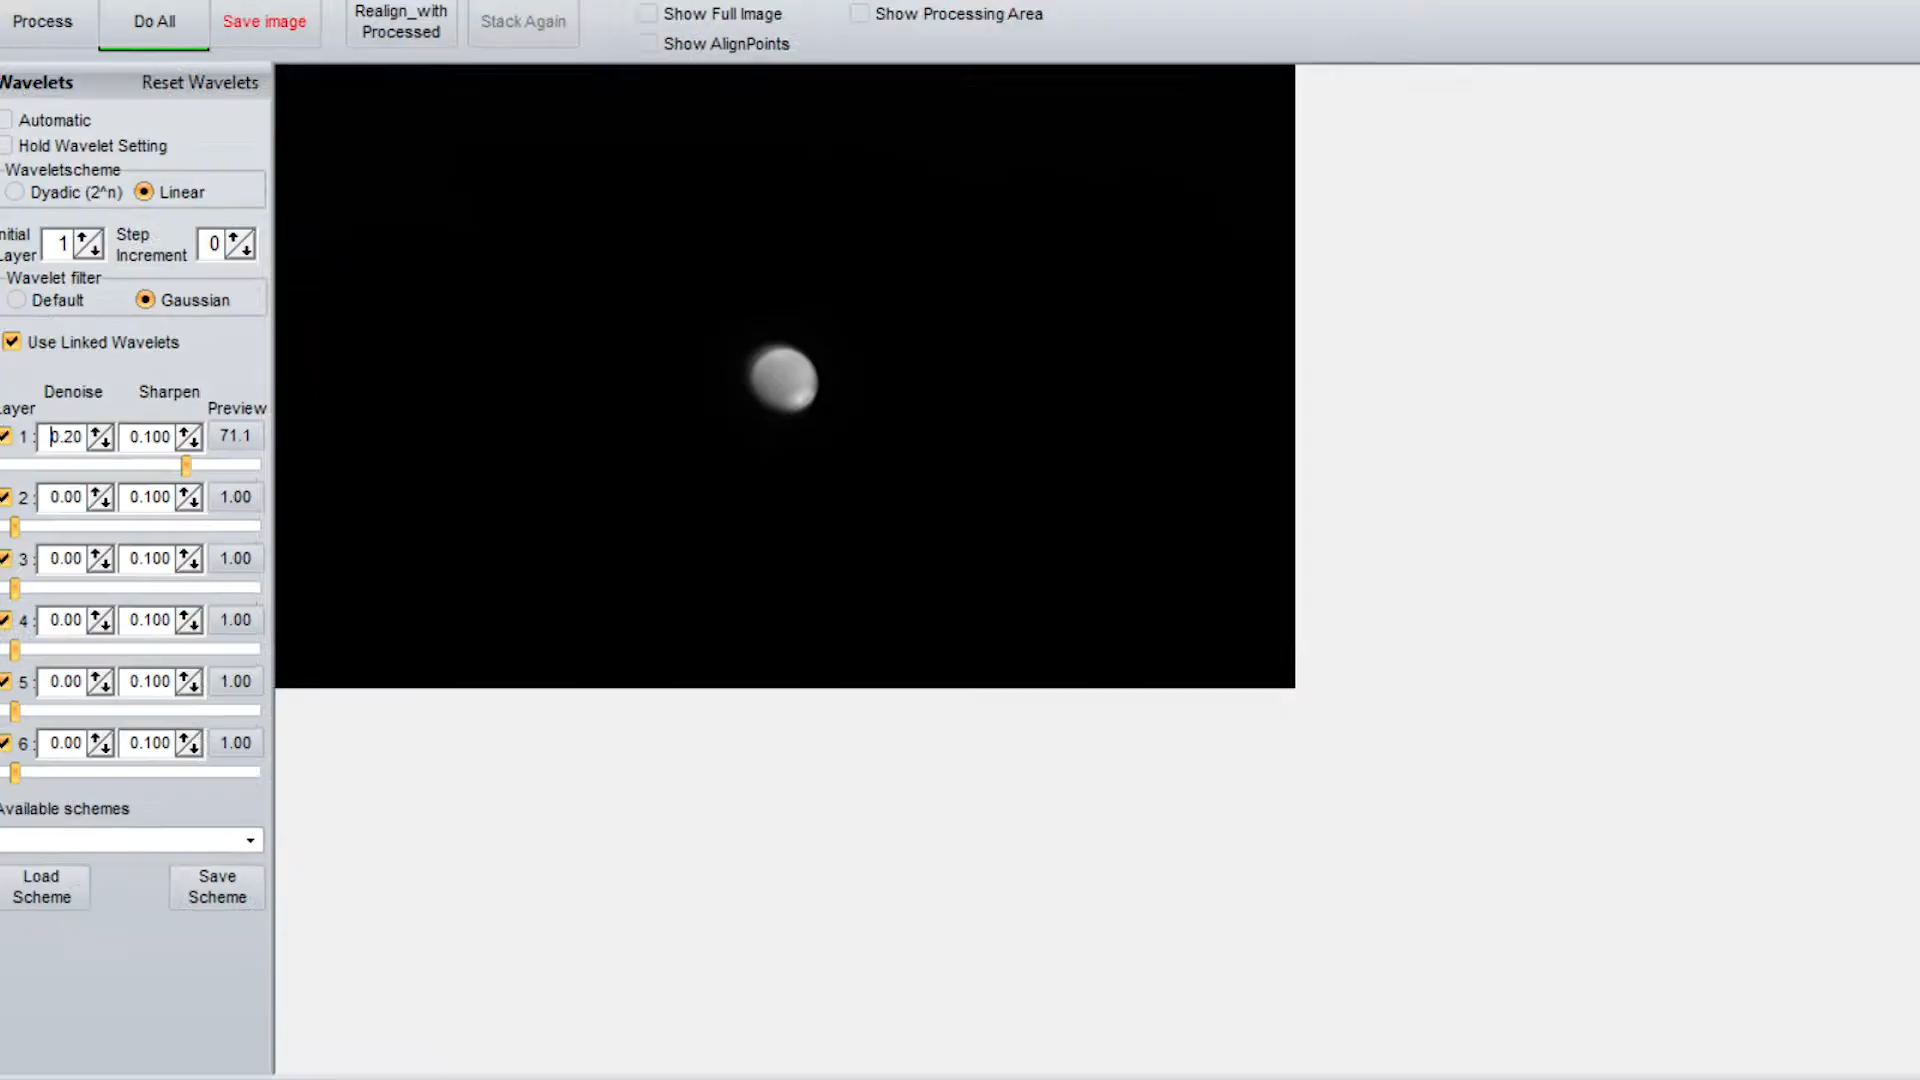 Process
Do All
Save image
Realign_with
Processed
Stack Again
Show Full Image
Show Processing Area
Show AlignPoints
Wavelets
Reset Wavelets
Automatic
Hold Wavelet Setting
Waveletscheme
Dyadic (2^n)
Linear
nitial
Layer
1
Step
Increment
0
Wavelet filter
Default
Gaussian
Use Linked Wavelets
Denoise
Sharpen
Layer
Preview
1 : 0.20 0.100 71.1
2 : 0.00 0.100 1.00
3 : 0.00 0.100 1.00
4 : 0.00 0.100 1.00
5 : 0.00 0.100 1.00
6 : 0.00 0.100 1.00
Available schemes
Load
Scheme
Save
Scheme